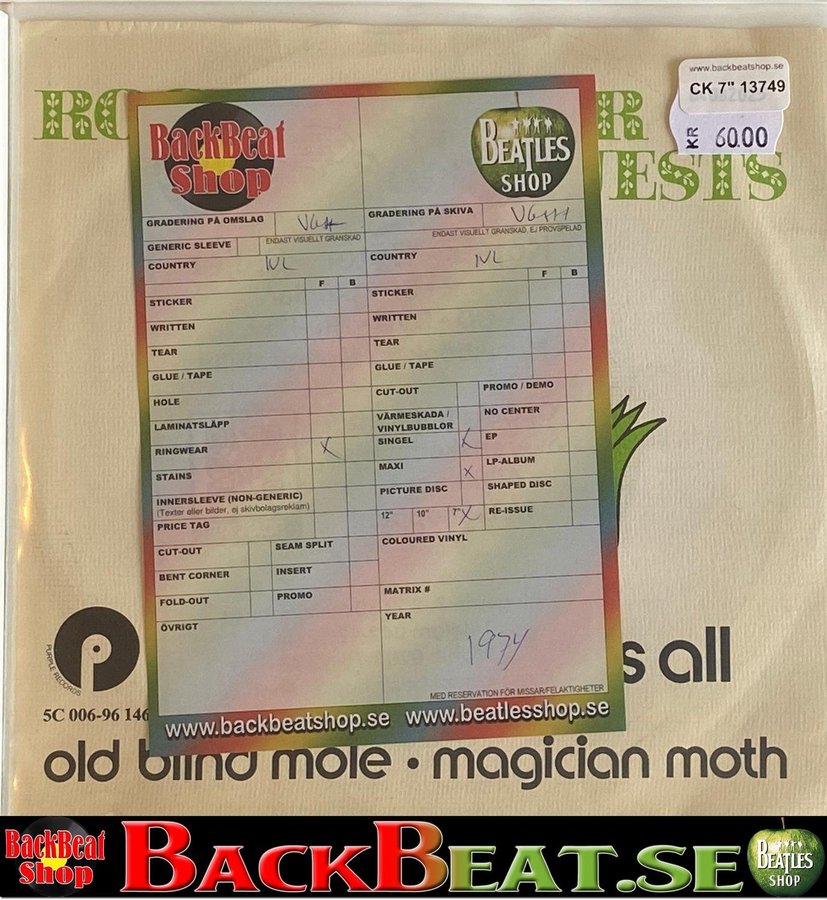 www.backbeatshop.se
CK 7" 13749
KR 60.00
RO
R
ESTS
BackBeat
Shop
BEATLES
SHOP
GRADERING PÅ OMSLAG VG++
GRADERING PÅ SKIVA VG+++
ENDAST VISUELLT GRANSKAD
ENDAST VISUELLT GRANSKAD, EJ PROVSPELAD
GENERIC SLEEVE
COUNTRY NL
COUNTRY NL
F B
F B
STICKER
STICKER
WRITTEN
WRITTEN
TEAR
TEAR
GLUE / TAPE
GLUE / TAPE
HOLE
CUT-OUT
PROMO / DEMO
LAMINATSLÄPP
VÄRMESKADA /
VINYLBUBBLOR
NO CENTER
RINGWEAR X
SINGEL X
EP
STAINS
MAXI X
LP-ALBUM
INNERSLEEVE (NON-GENERIC)
(Texter eller bilder, ej skivbolagsreklam)
PICTURE DISC
SHAPED DISC
PRICE TAG
12" 10" 7" X
RE-ISSUE
CUT-OUT
SEAM SPLIT
COLOURED VINYL
BENT CORNER
INSERT
FOLD-OUT
PROMO
MATRIX #
ÖVRIGT
YEAR
1974
MED RESERVATION FÖR MISSAR/FELAKTIGHETER
www.backbeatshop.se www.beatlesshop.se
PURPLE RECORDS
s all
5C 006-96 146
old blind mole • magician moth
BackBeat
Shop
BACKBEAT.SE
BEATLES
SHOP